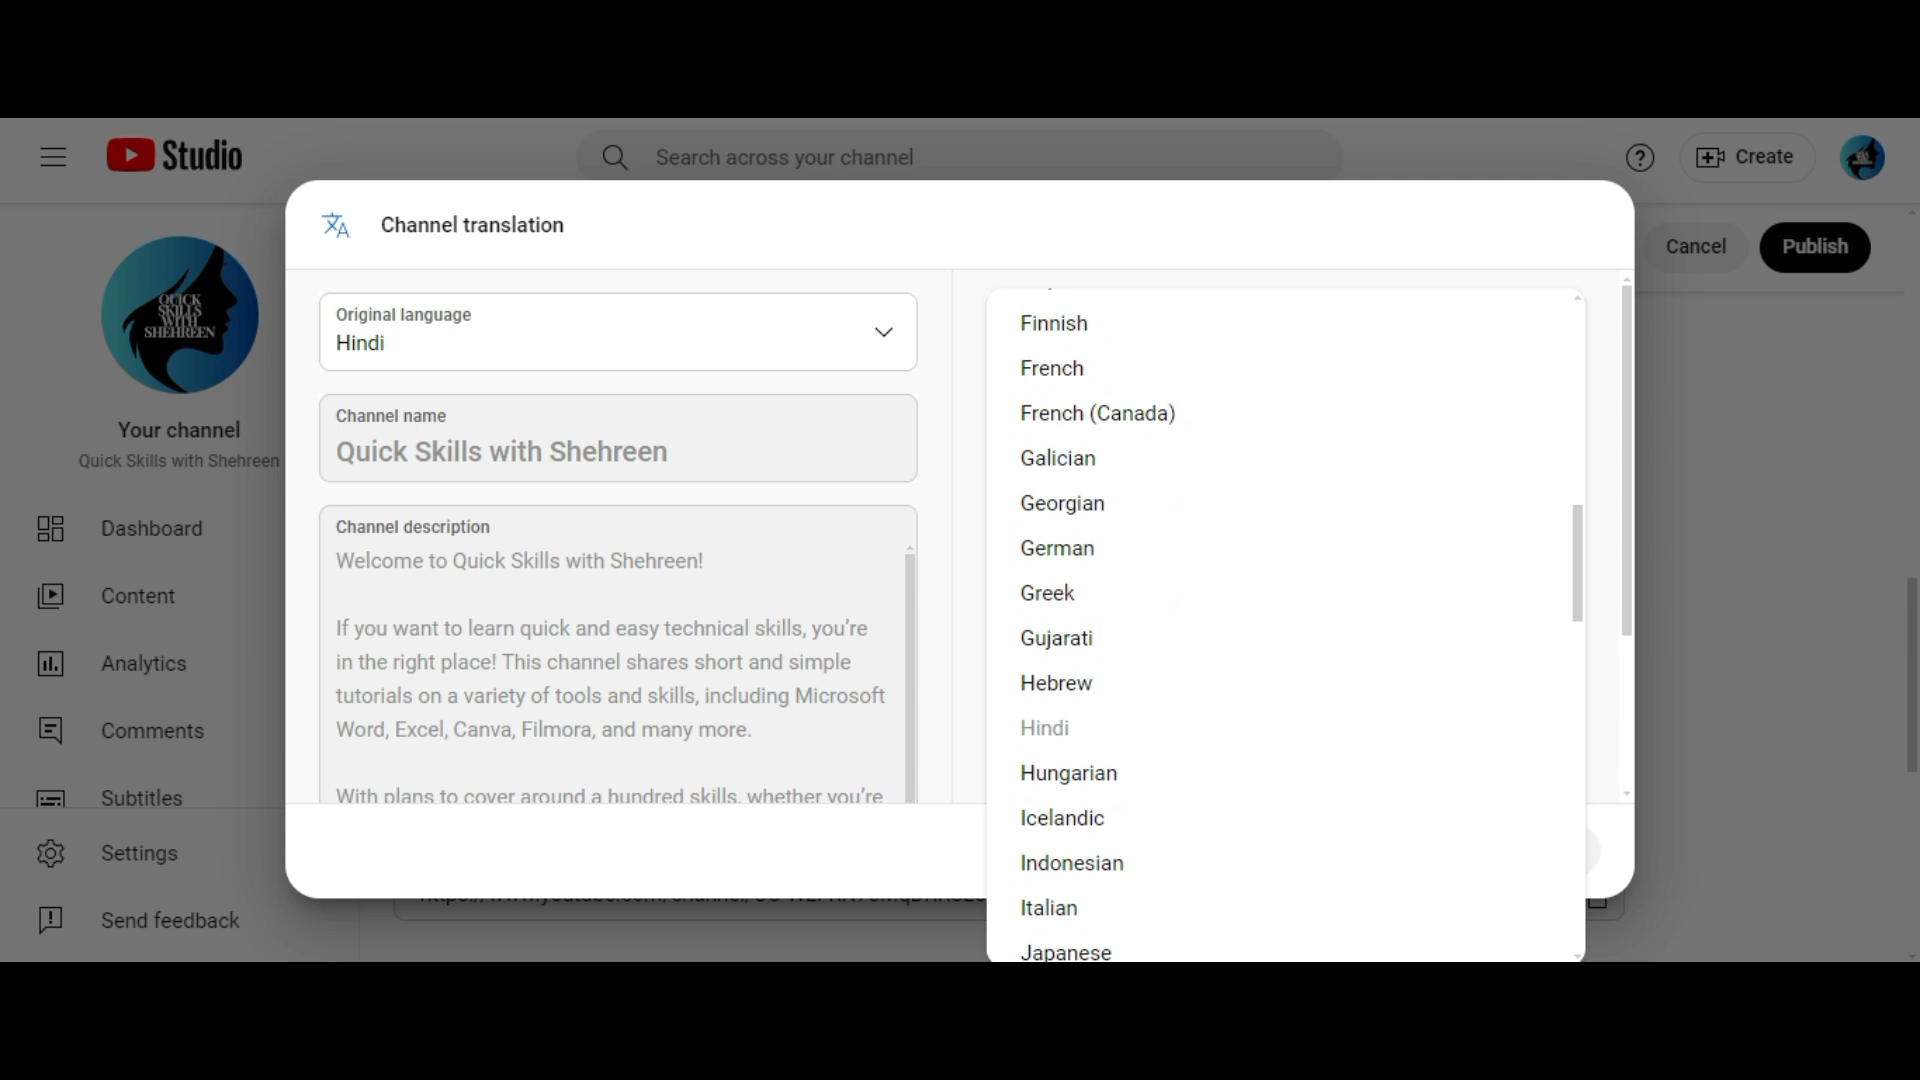 Studio
Search across your channel
Create
Channel translation
Cancel
Publish
QUICK
SKILLS
WITH
SHEHREEN
Your channel
Quick Skills with Shehreen
Dashboard
Content
Analytics
Comments
Subtitles
Settings
Send feedback
Original language
Hindi
Channel name
Quick Skills with Shehreen
Channel description
Welcome to Quick Skills with Shehreen!
If you want to learn quick and easy technical skills, you’re
in the right place! This channel shares short and simple
tutorials on a variety of tools and skills, including Microsoft
Word, Excel, Canva, Filmora, and many more.
With plans to cover around a hundred skills, whether you’re
Finnish
French
French (Canada)
Galician
Georgian
German
Greek
Gujarati
Hebrew
Hindi
Hungarian
Icelandic
Indonesian
Italian
Japanese